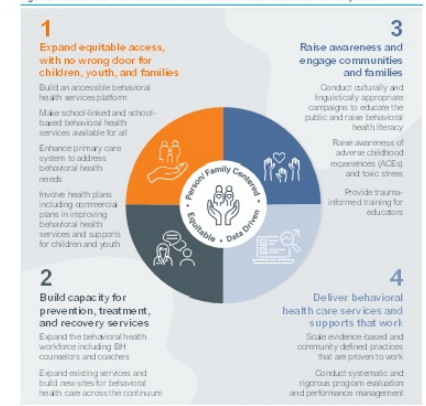 1
Expand equitable access,
with no wrong door for
children, youth, and families
Build an accessible behavioral
health services platform
Make school-linked and school-
based behavioral health
services available for all
Enhance primary care
system to address
behavioral health
needs
Involve health plans
including commercial
plans in improving
behavioral health
services and supports
for children and youth
2
Build capacity for
prevention, treatment,
and recovery services
Expand the behavioral health
workforce including BH
counselors and coaches
Expand existing services and
build new sites for behavioral
health care across the continuum
Person/ Family Centered
Equitable • Data Driven
3
Raise awareness and
engage communities
and families
Conduct culturally and
linguistically appropriate
campaigns to educate the
public and raise behavioral
health literacy
Raise awareness of
adverse childhood
experiences (ACEs)
and toxic stress
Provide trauma-
informed training for
educators
4
Deliver behavioral
health care services and
supports that work
Scale evidence-based and
community defined practices
that are proven to work
Conduct systematic and
rigorous program evaluation
and performance management